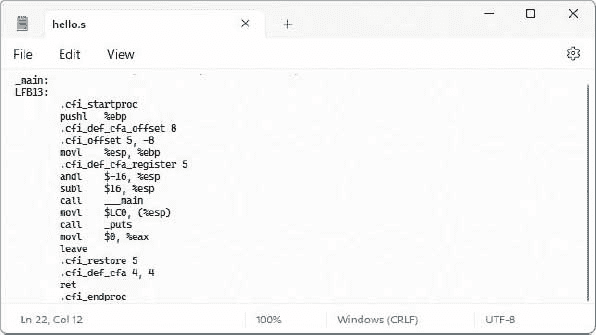 hello.s
File Edit View
_main:
LFB13:
.cfi_startproc
pushl %ebp
.cfi_def_cfa_offset 8
.cfi_offset 5, -8
movl %esp, %ebp
.cfi_def_cfa_register 5
andl $-16, %esp
subl $16, %esp
call ___main
movl $LC0, (%esp)
call _puts
movl $0, %eax
leave
.cfi_restore 5
.cfi_def_cfa 4, 4
ret
.cfi_endproc
Ln 22, Col 12 100% Windows (CRLF) UTF-8